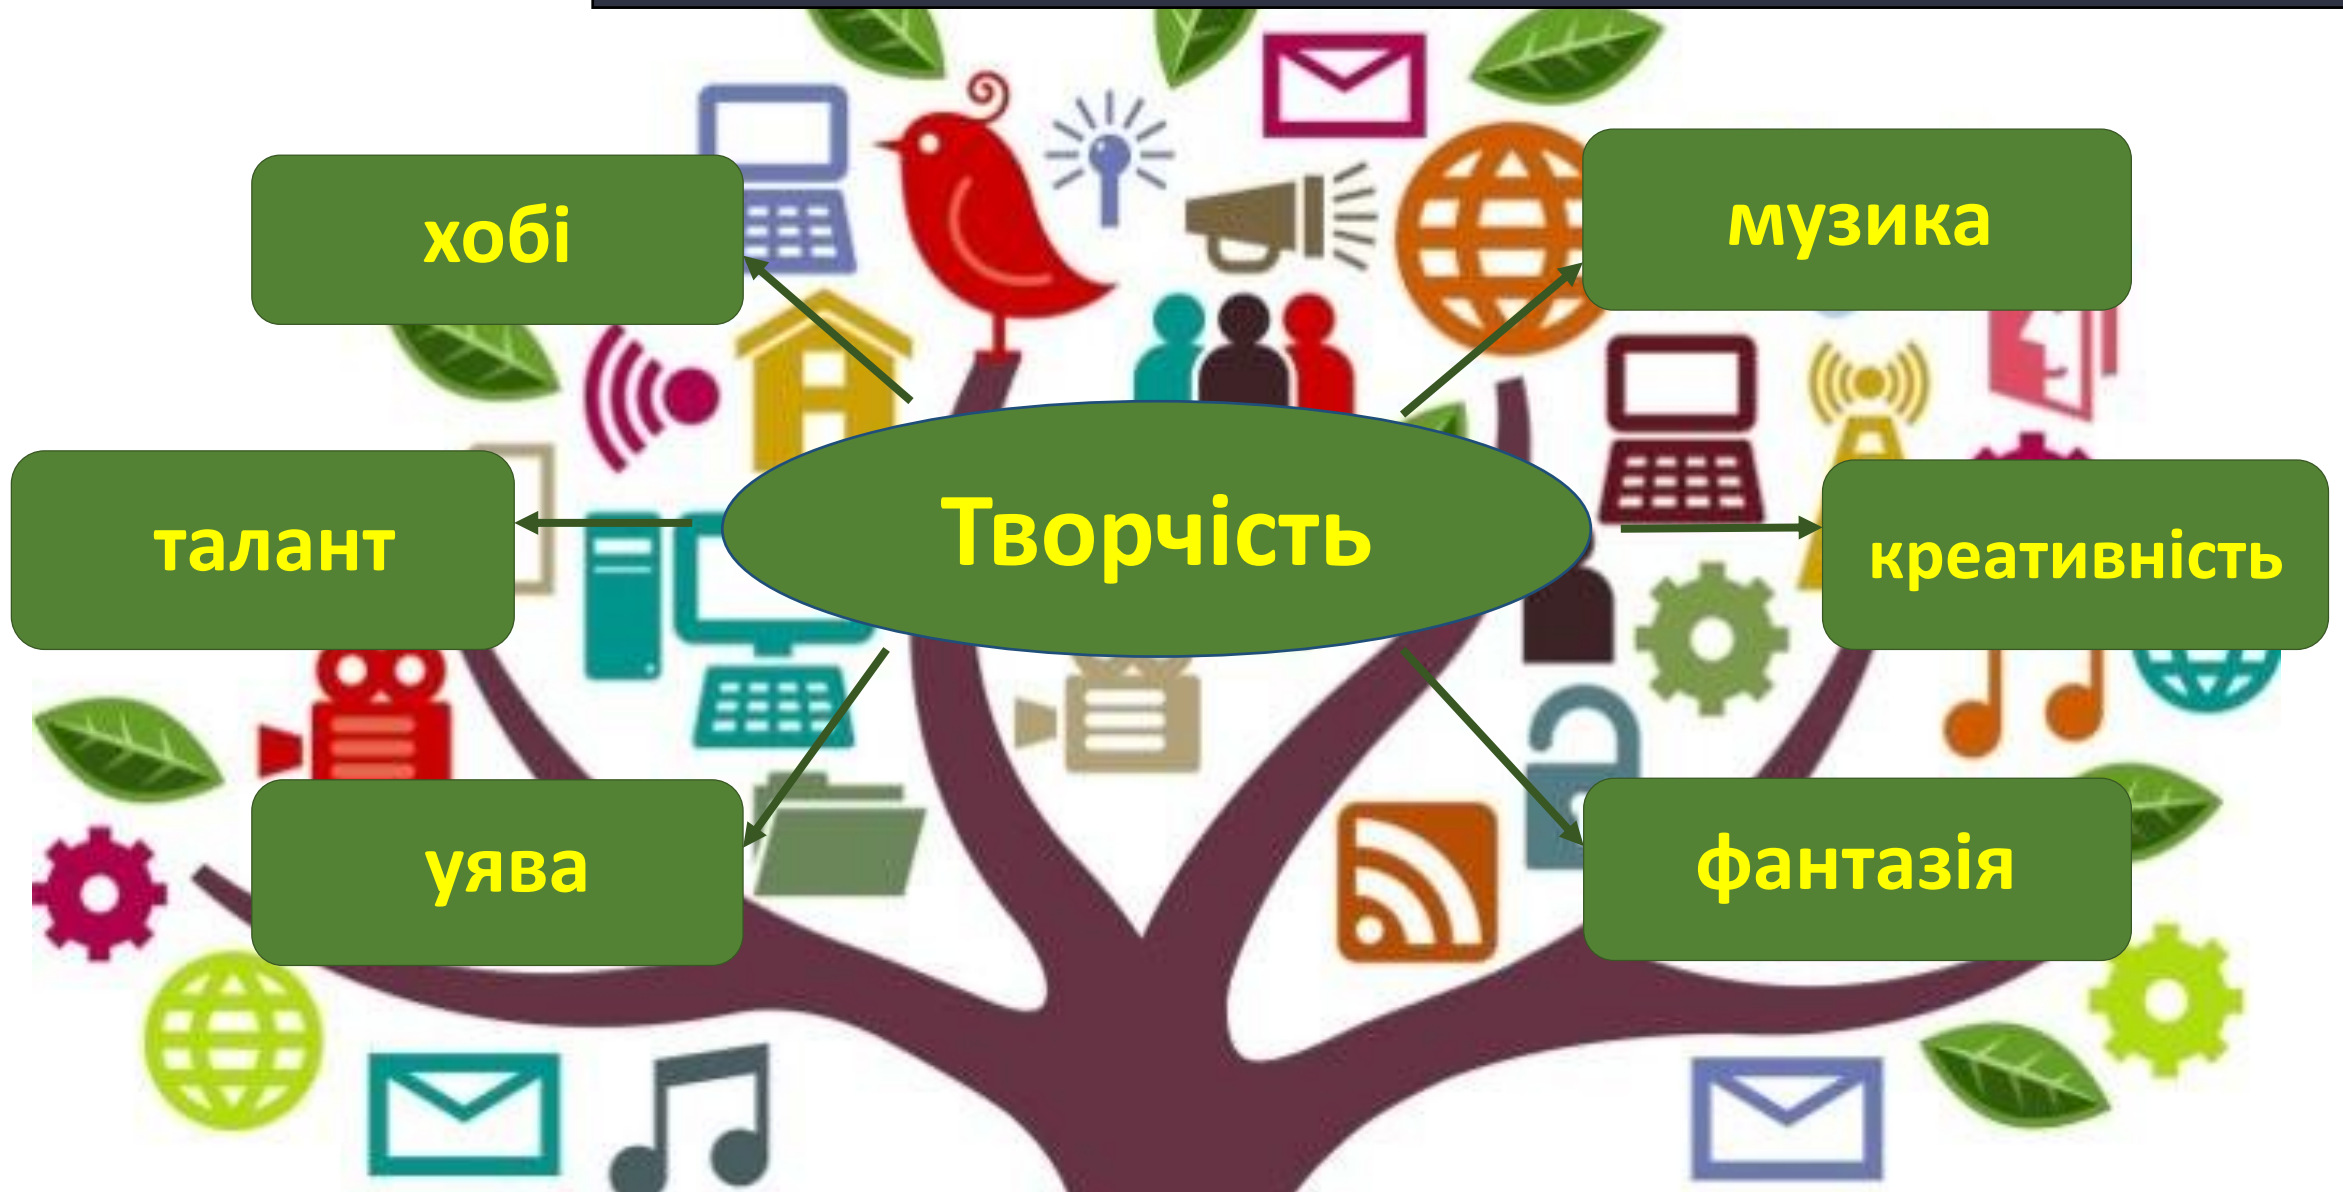 хобі
музика
талант
Творчість
креативність
уява
фантазія